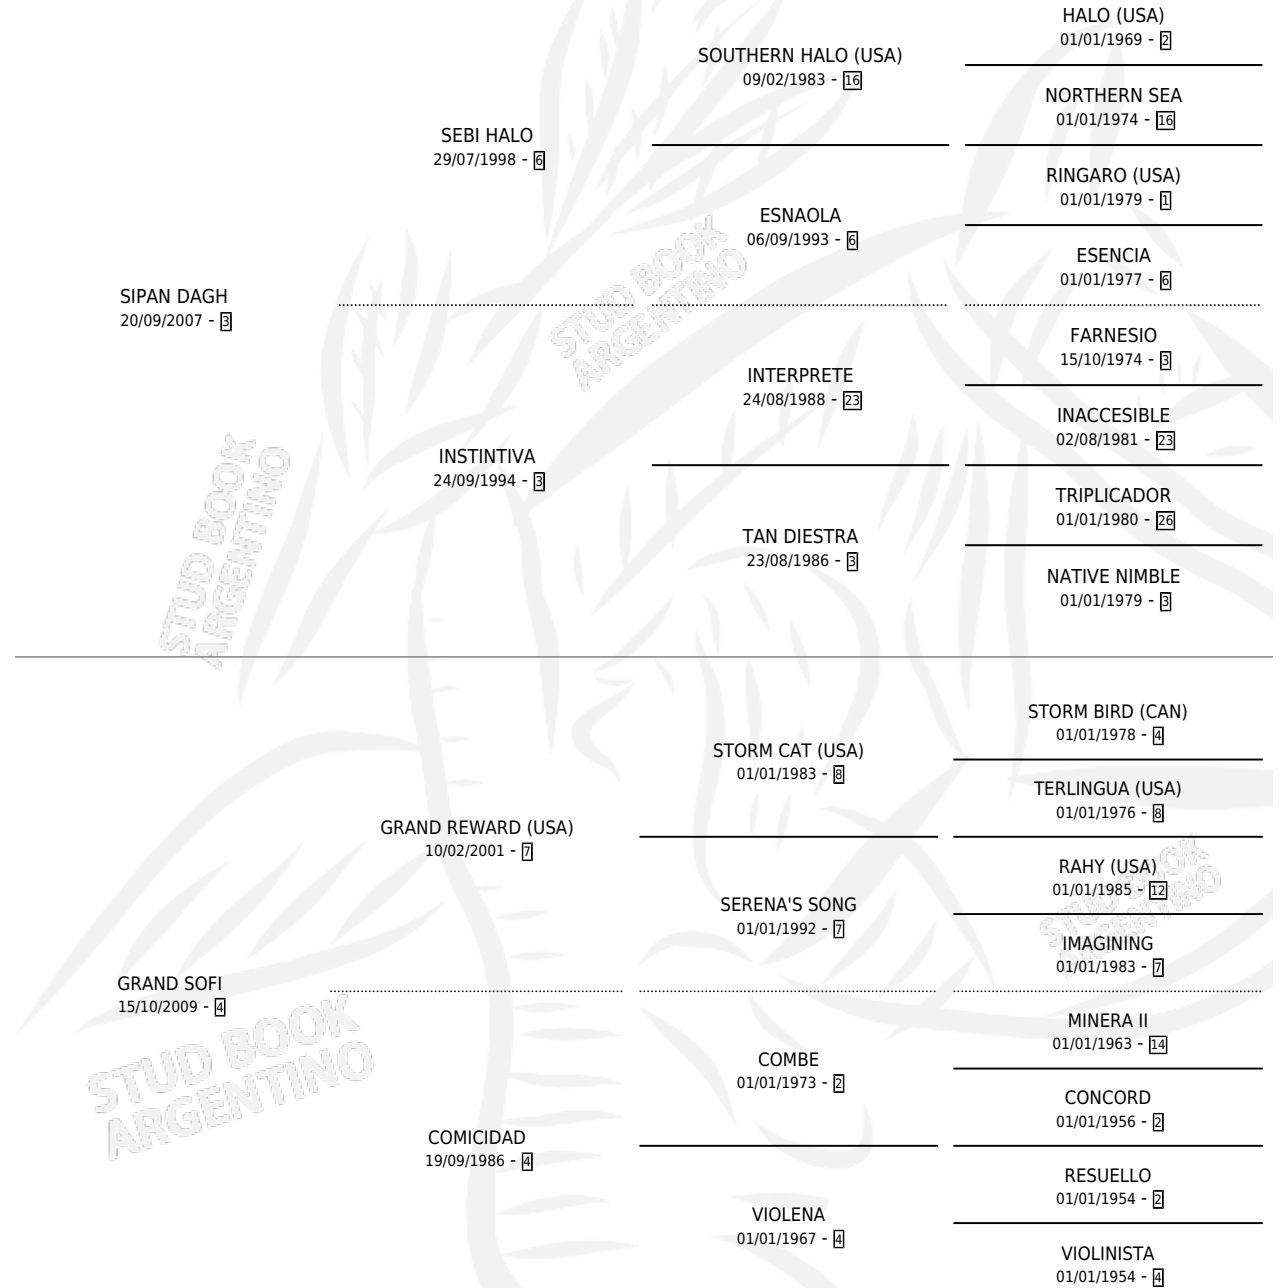 HALO (USA)
01/01/1969 - 2
SOUTHERN HALO (USA)
09/02/1983 - 16
NORTHERN SEA
01/01/1974 - 16
SEBI HALO
29/07/1998 - 6
RINGARO (USA)
01/01/1979 - 1
ESNAOLA
06/09/1993 - 6
ESENCIA
01/01/1977 - 6
SIPAN DAGH
20/09/2007 - 3
STUD BOOK
ARGENTINO
FARNESIO
15/10/1974 - 3
INTERPRETE
24/08/1988 - 23
INACCESIBLE
02/08/1981 - 23
INSTINTIVA
24/09/1994 - 3
TRIPLICADOR
01/01/1980 - 26
TAN DIESTRA
23/08/1986 - 3
NATIVE NIMBLE
01/01/1979 - 3
STUD BOOK
ARGENTINO
STORM BIRD (CAN)
01/01/1978 - 4
STORM CAT (USA)
01/01/1983 - 8
TERLINGUA (USA)
01/01/1976 - 8
GRAND REWARD (USA)
10/02/2001 - 7
RAHY (USA)
01/01/1985 - 12
SERENA'S SONG
01/01/1992 - 7
STUD BOOK
ARGENTINO
IMAGINING
01/01/1983 - 7
GRAND SOFI
15/10/2009 - 4
STUD BOOK
ARGENTINO
MINERA II
01/01/1963 - 14
COMBE
01/01/1973 - 2
CONCORD
01/01/1956 - 2
COMICIDAD
19/09/1986 - 4
RESUELLO
01/01/1954 - 2
VIOLENA
01/01/1967 - 4
VIOLINISTA
01/01/1954 - 4